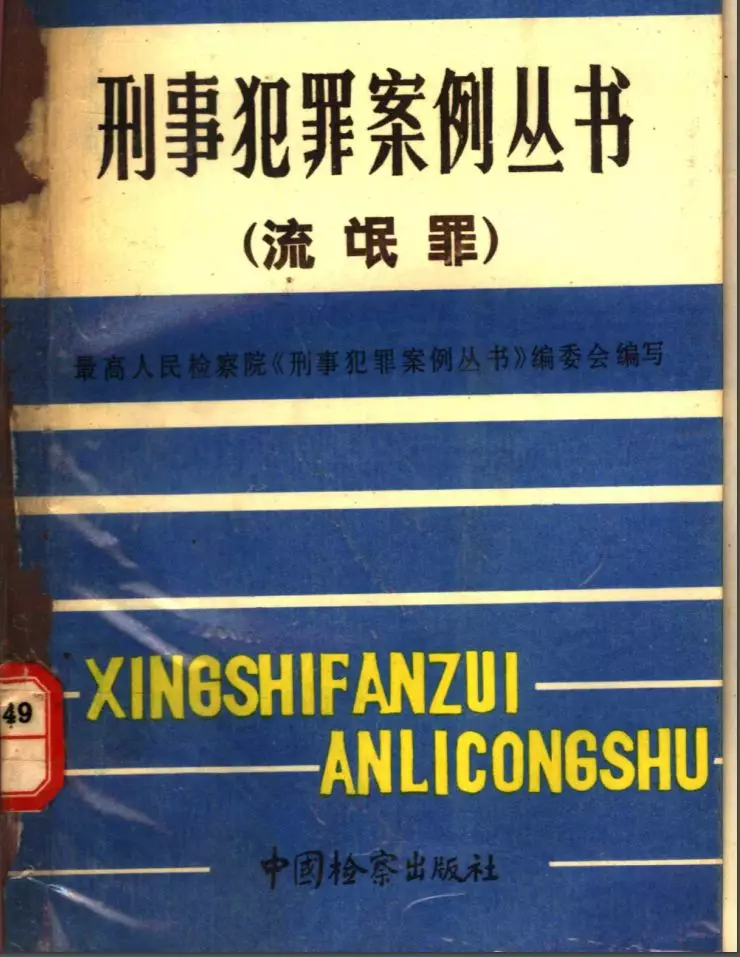 刑事犯罪案例丛书
(流氓罪)
最高人民检察院《刑事犯罪案例丛书》编委会编写
XINGSHIFANZUI
49
ANLICONGSHU
中國检察出版社